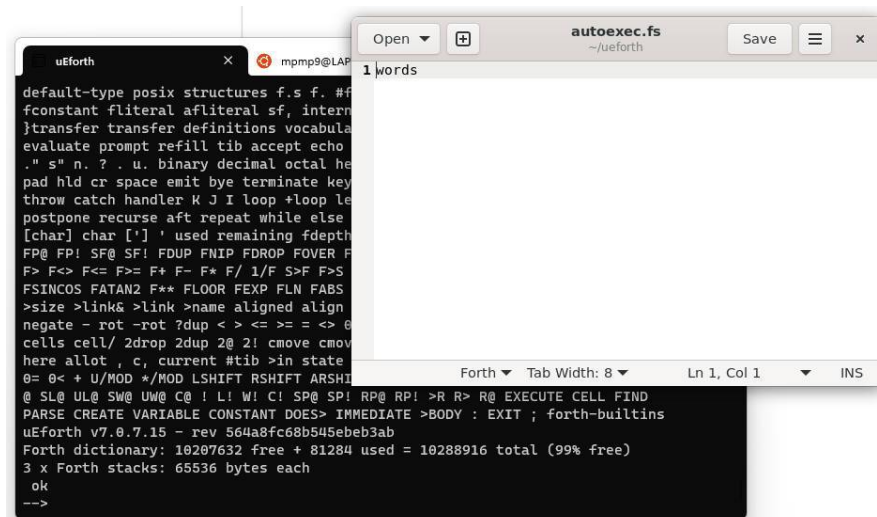 uEforth
mpmp9@LAP
default-type posix structures f.s f. #f
fconstant fliteral afliteral sf, intern
}transfer transfer definitions vocabula
evaluate prompt refill tib accept echo
." s" n. ? . u. binary decimal octal he
pad hld cr space emit bye terminate key
throw catch handler K J I loop +loop le
postpone recurse aft repeat while else
[char] char ['] ' used remaining fdepth
FP@ FP! SF@ SF! FDUP FNIP FDROP FOVER F
F> F<> F<= F>= F+ F- F* F/ 1/F S>F F>S
FSINCOS FATAN2 F** FLOOR FEXP FLN FABS
>size >link& >link >name aligned align
negate - rot -rot ?dup < > <= >= = <> 0
cells cell/ 2drop 2dup 2@ 2! cmove cmov
here allot , c, current #tib >in state
0= 0< + U/MOD */MOD LSHIFT RSHIFT ARSHI
@ SL@ UL@ SW@ UW@ C@ ! L! W! C! SP@ SP! RP@ RP! >R R> R@ EXECUTE CELL FIND
PARSE CREATE VARIABLE CONSTANT DOES> IMMEDIATE >BODY : EXIT ; forth-builtins
uEforth v7.0.7.15 - rev 564a8fc68b545ebeb3ab
Forth dictionary: 10207632 free + 81284 used = 10288916 total (99% free)
3 x Forth stacks: 65536 bytes each
ok
-->
Open
autoexec.fs
~/ueforth
Save
1 words
Forth Tab Width: 8 Ln 1, Col 1 INS